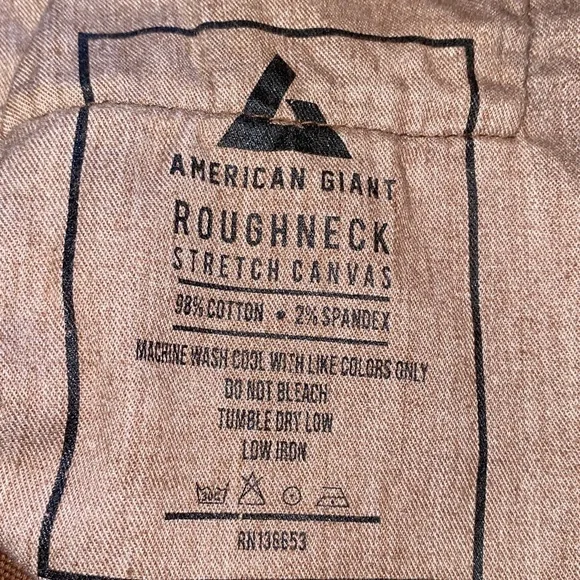 AMERICAN GIANT
ROUGHNECK
STRETCH CANVAS
98% COTTON • 2% SPANDEX
MACHINE WASH COOL WITH LIKE COLORS ONLY
DO NOT BLEACH
TUMBLE DRY LOW
LOW IRON
RN138653